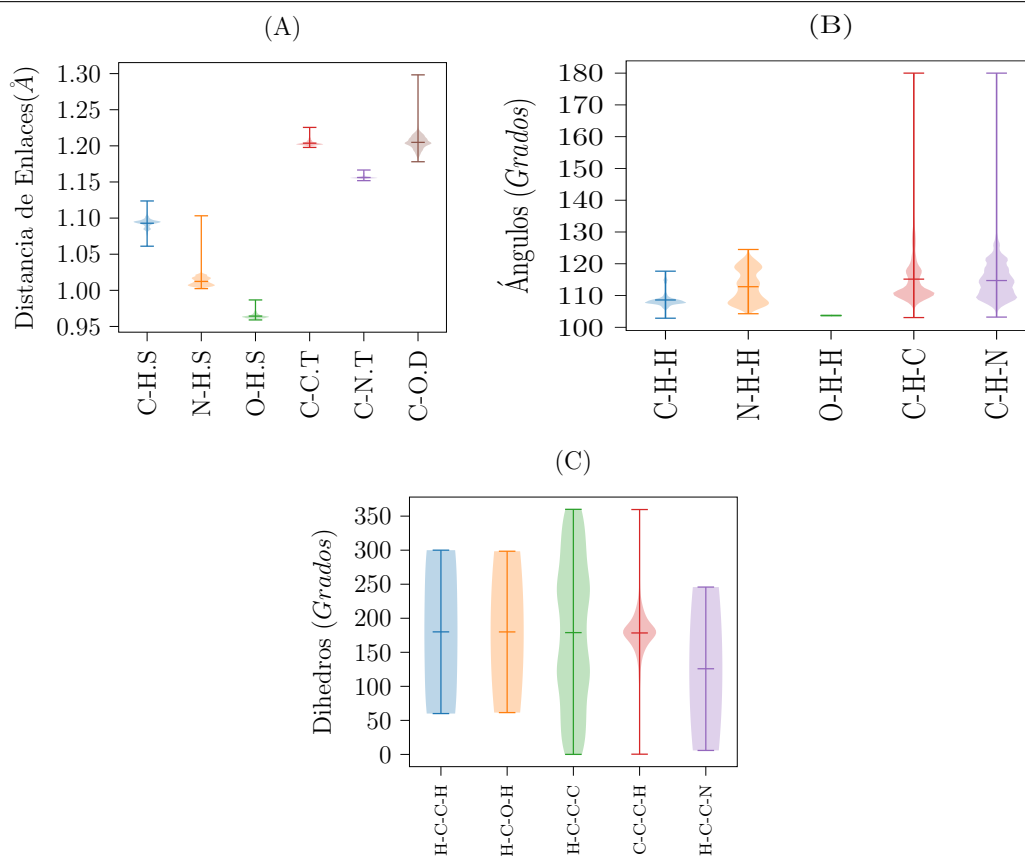 (A)
Distancia de Enlaces(Å)
1.30
1.25
1.20
1.15
1.10
1.05
1.00
0.95
C-H.S
N-H.S
O-H.S
C-C.T
C-N.T
C-O.D
(B)
Ángulos (Grados)
180
170
160
150
140
130
120
110
100
C-H-H
N-H-H
O-H-H
C-H-C
C-H-N
(C)
Dihedros (Grados)
350
300
250
200
150
100
50
0
H-C-C-H
H-C-O-H
H-C-C-C
C-C-C-H
H-C-C-N